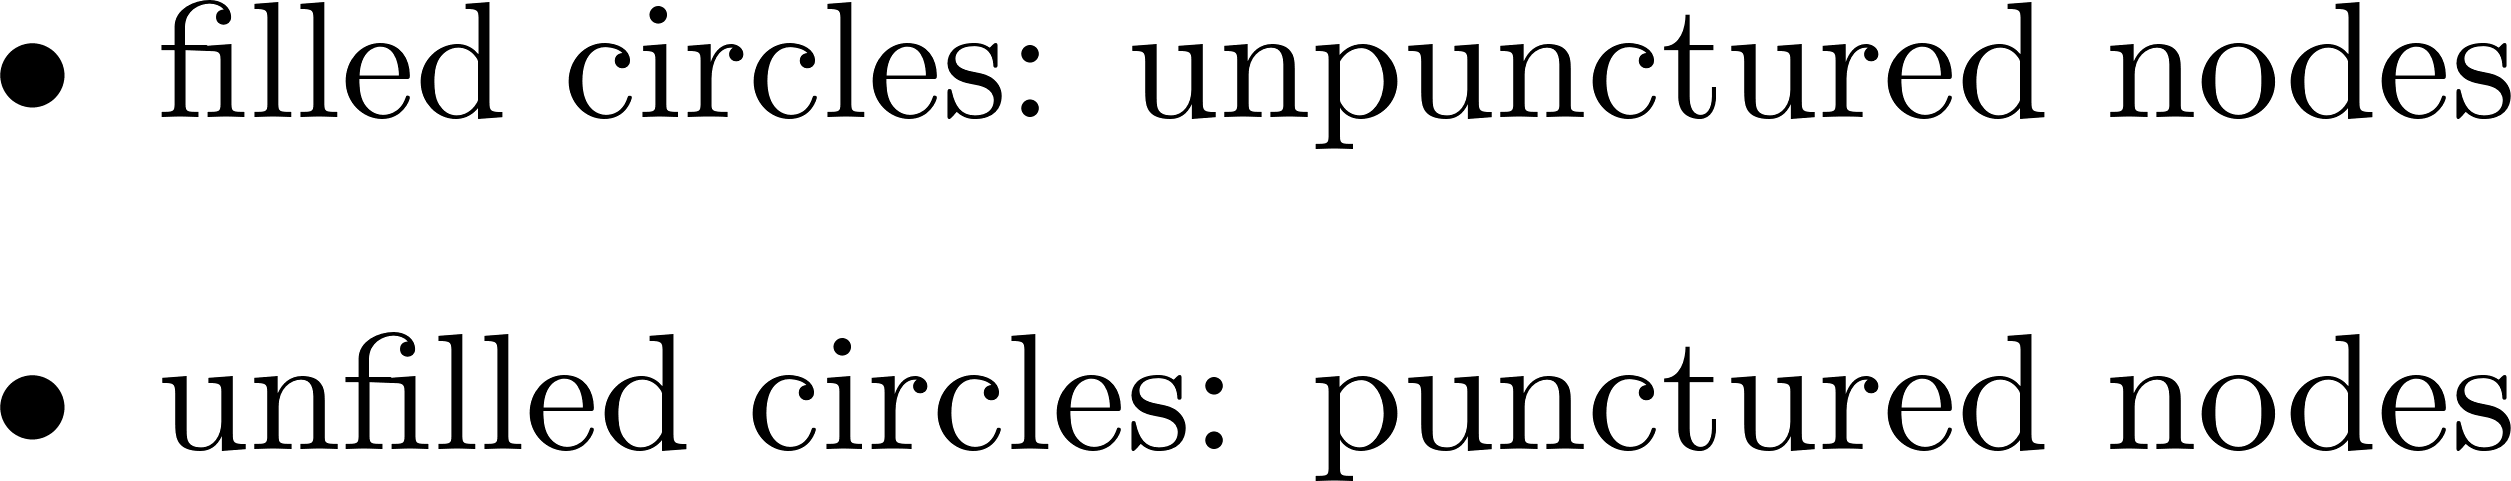 • filled circles: unpunctured nodes
• unfilled circles: punctured nodes